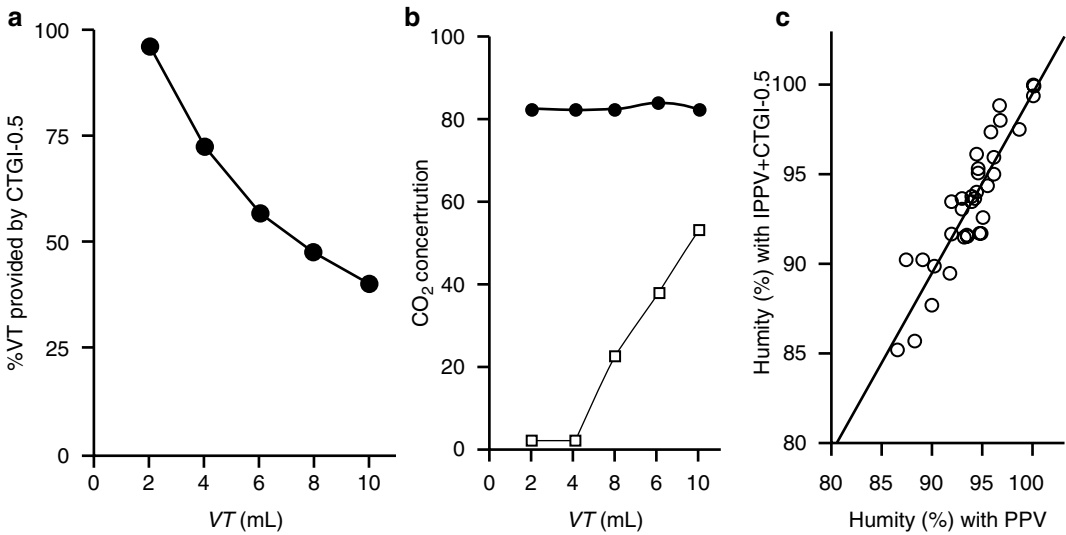 a
%VT provided by CTGI-0.5
100
75
50
25
0
0 2 4 6 8 10
VT (mL)
b
CO2 concertrution
100
80
60
40
20
0
0 2 4 8 6 10
VT (mL)
c
Humidity (%) with IPPV+CTGI-0.5
100
95
90
85
80
80 85 90 95 100
Humidity (%) with PPV